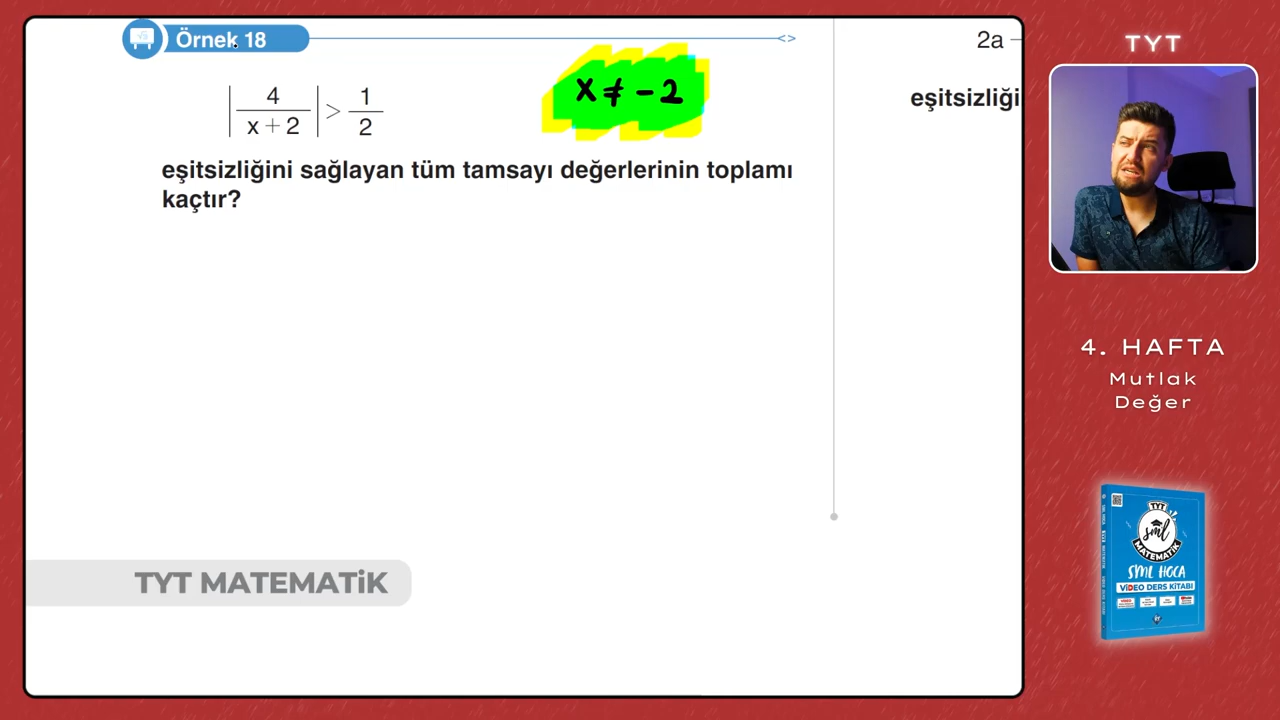 Örnek 18
|4/(x + 2)| > 1/2
x ≠ -2
eşitsizliğini sağlayan tüm tamsayı değerlerinin toplamı
kaçtır?
2a –
eşitsizliği
TYT MATEMATİK
TYT
4. HAFTA
Mutlak
Değer
TYT
sml
MATEMATİK
SML HOCA
VİDEO DERS KİTABI